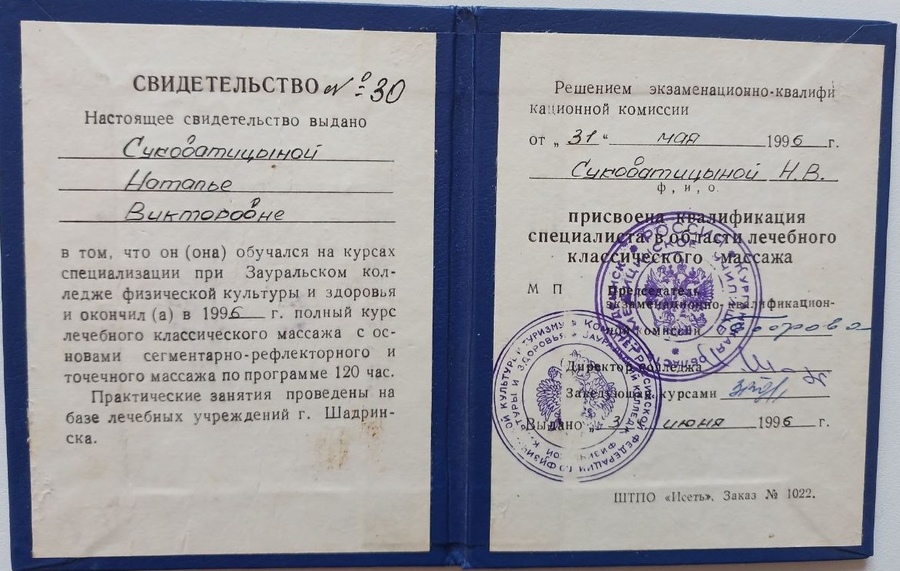 СВИДЕТЕЛЬСТВО № 30
Настоящее свидетельство выдано
Суковатицыной
Наталье
Викторовне
в том, что он (она) обучался на курсах
специализации при Зауральском кол-
ледже физической культуры и здоровья
и окончил (а) в 1996 г. полный курс
лечебного классического массажа с ос-
новами сегментарно-рефлекторного и
точечного массажа по программе 120 час.
Практические занятия проведены на
базе лечебных учреждений г. Шадрин-
ска.
Решением экзаменационно-квалифи
кационной комиссии
от „31“ мая 1996 г.
Суковатицыной Н.В.
ф, и, о.
присвоена квалификация
специалиста в области лечебного
классического массажа
М П Председатель
экзаменационно-квалификацион-
ной комиссии
Директор колледжа
Заведующий курсами
Выдано „3 июня 1996 г.
ШТПО «Исеть». Заказ № 1022.